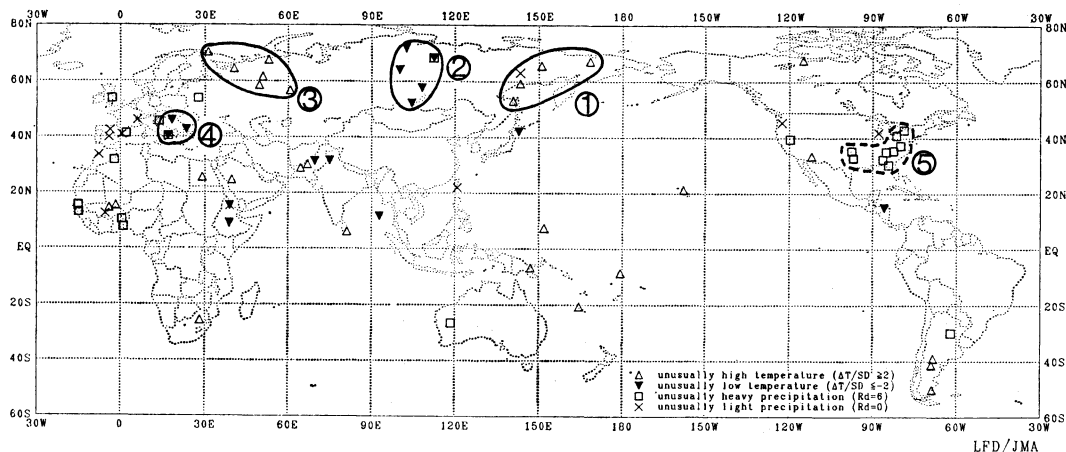 30W 0 30E 60E 90E 120E 150E 180 150W 120W 90W 60W 30W
80N 80N
60N 60N
40N 40N
20N 20N
EQ EQ
20S 20S
40S 40S
60S 60S
① ② ③ ④ ⑤
△ unusually high temperature (ΔT/SD ≧2)
▼ unusually low temperature (ΔT/SD ≦-2)
□ unusually heavy precipitation (Rd=6)
× unusually light precipitation (Rd=0)
30W 0 30E 60E 90E 120E 150E 180 150W 120W 90W 60W 30W
LFD/JMA